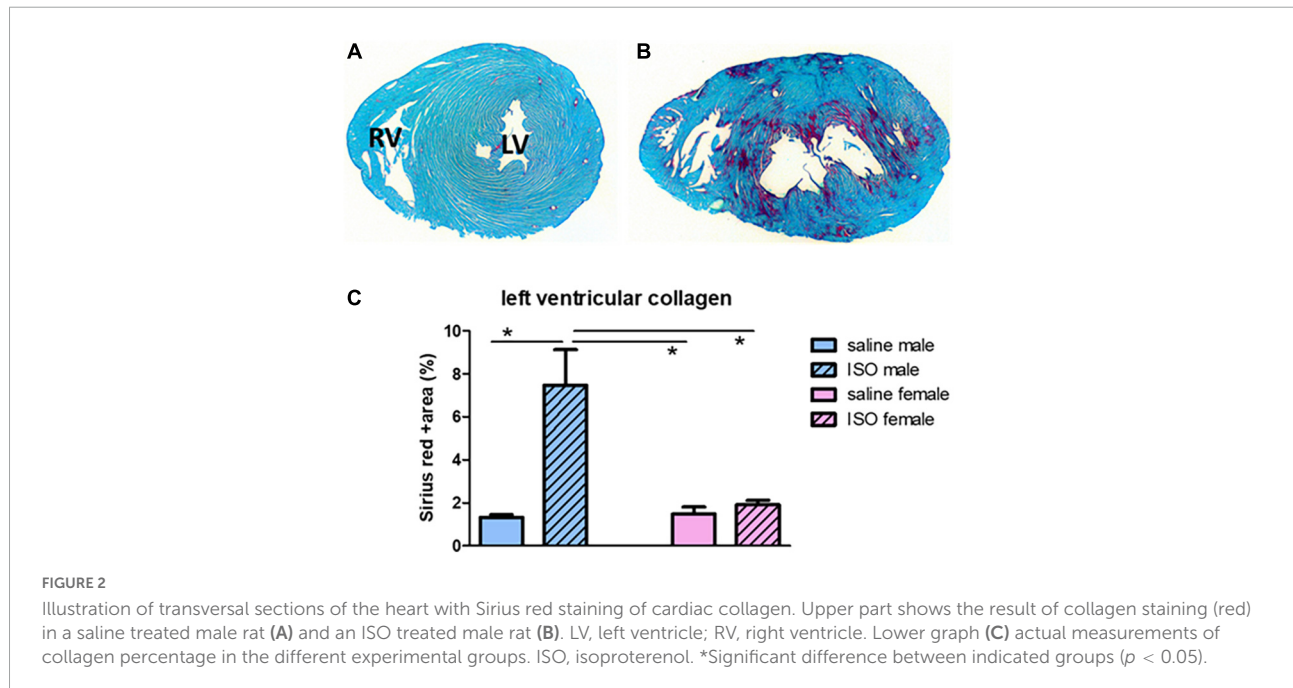 A
B
RV
LV
C
left ventricular collagen
Sirius red +area (%)
10
8
6
4
2
0
*
*
*
saline male
ISO male
saline female
ISO female
FIGURE 2
Illustration of transversal sections of the heart with Sirius red staining of cardiac collagen. Upper part shows the result of collagen staining (red)
in a saline treated male rat (A) and an ISO treated male rat (B). LV, left ventricle; RV, right ventricle. Lower graph (C) actual measurements of
collagen percentage in the different experimental groups. ISO, isoproterenol. *Significant difference between indicated groups (p < 0.05).